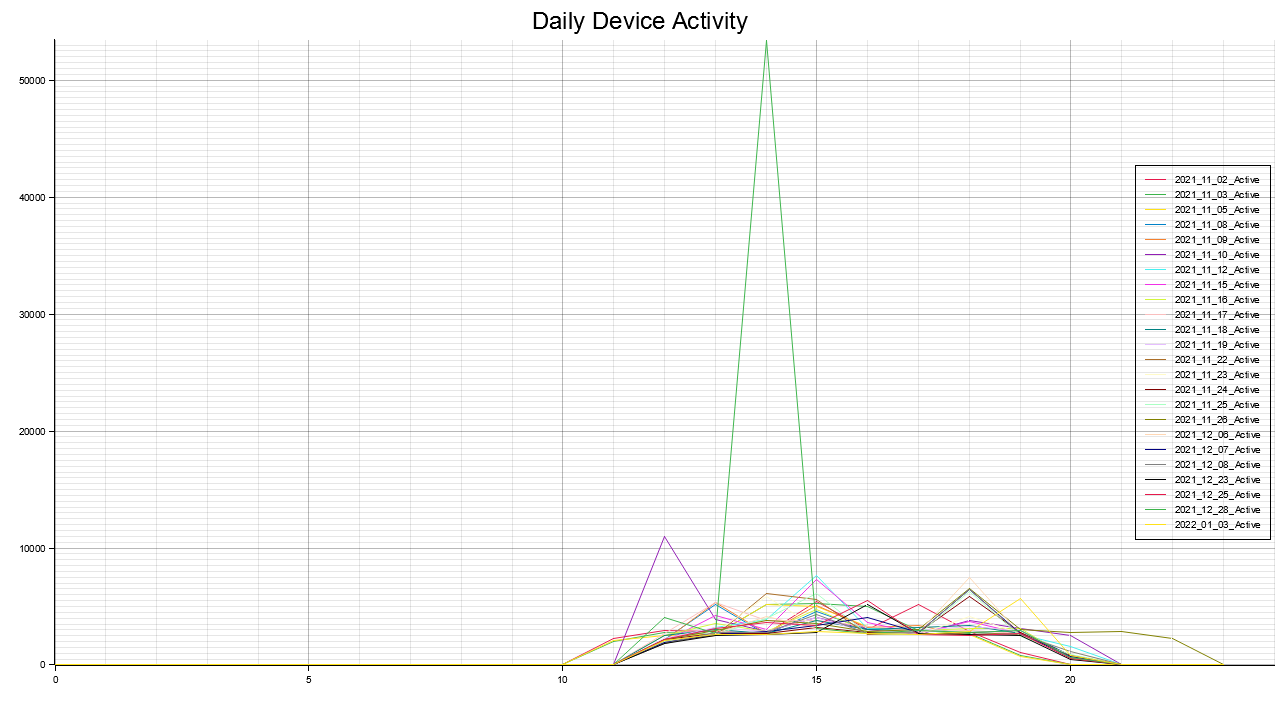 Daily Device Activity
50000
40000
30000
20000
10000
0
0
5
10
15
20
2021_11_02_Active
2021_11_03_Active
2021_11_05_Active
2021_11_08_Active
2021_11_09_Active
2021_11_10_Active
2021_11_12_Active
2021_11_15_Active
2021_11_16_Active
2021_11_17_Active
2021_11_18_Active
2021_11_19_Active
2021_11_22_Active
2021_11_23_Active
2021_11_24_Active
2021_11_25_Active
2021_11_26_Active
2021_12_06_Active
2021_12_07_Active
2021_12_08_Active
2021_12_23_Active
2021_12_25_Active
2021_12_28_Active
2022_01_03_Active